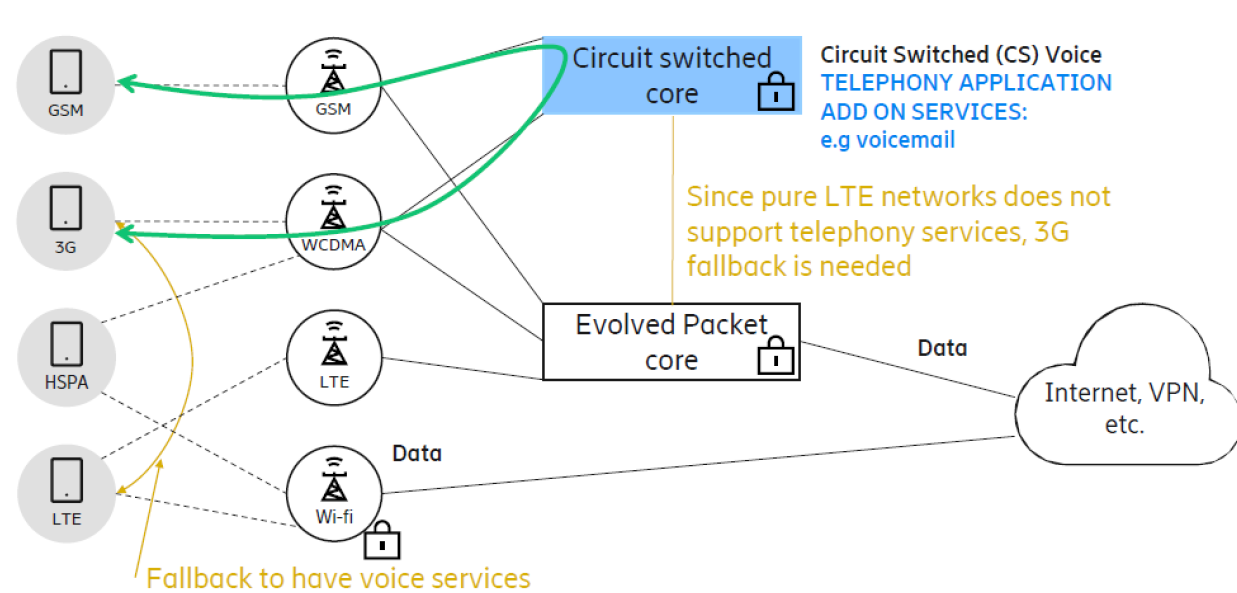 GSM
GSM
Circuit switched
core
Circuit Switched (CS) Voice
TELEPHONY APPLICATION
ADD ON SERVICES:
e.g voicemail
3G
WCDMA
Since pure LTE networks does not
support telephony services, 3G
fallback is needed
HSPA
LTE
Evolved Packet
core
Data
Internet, VPN,
etc.
LTE
Wi-fi
Data
Fallback to have voice services